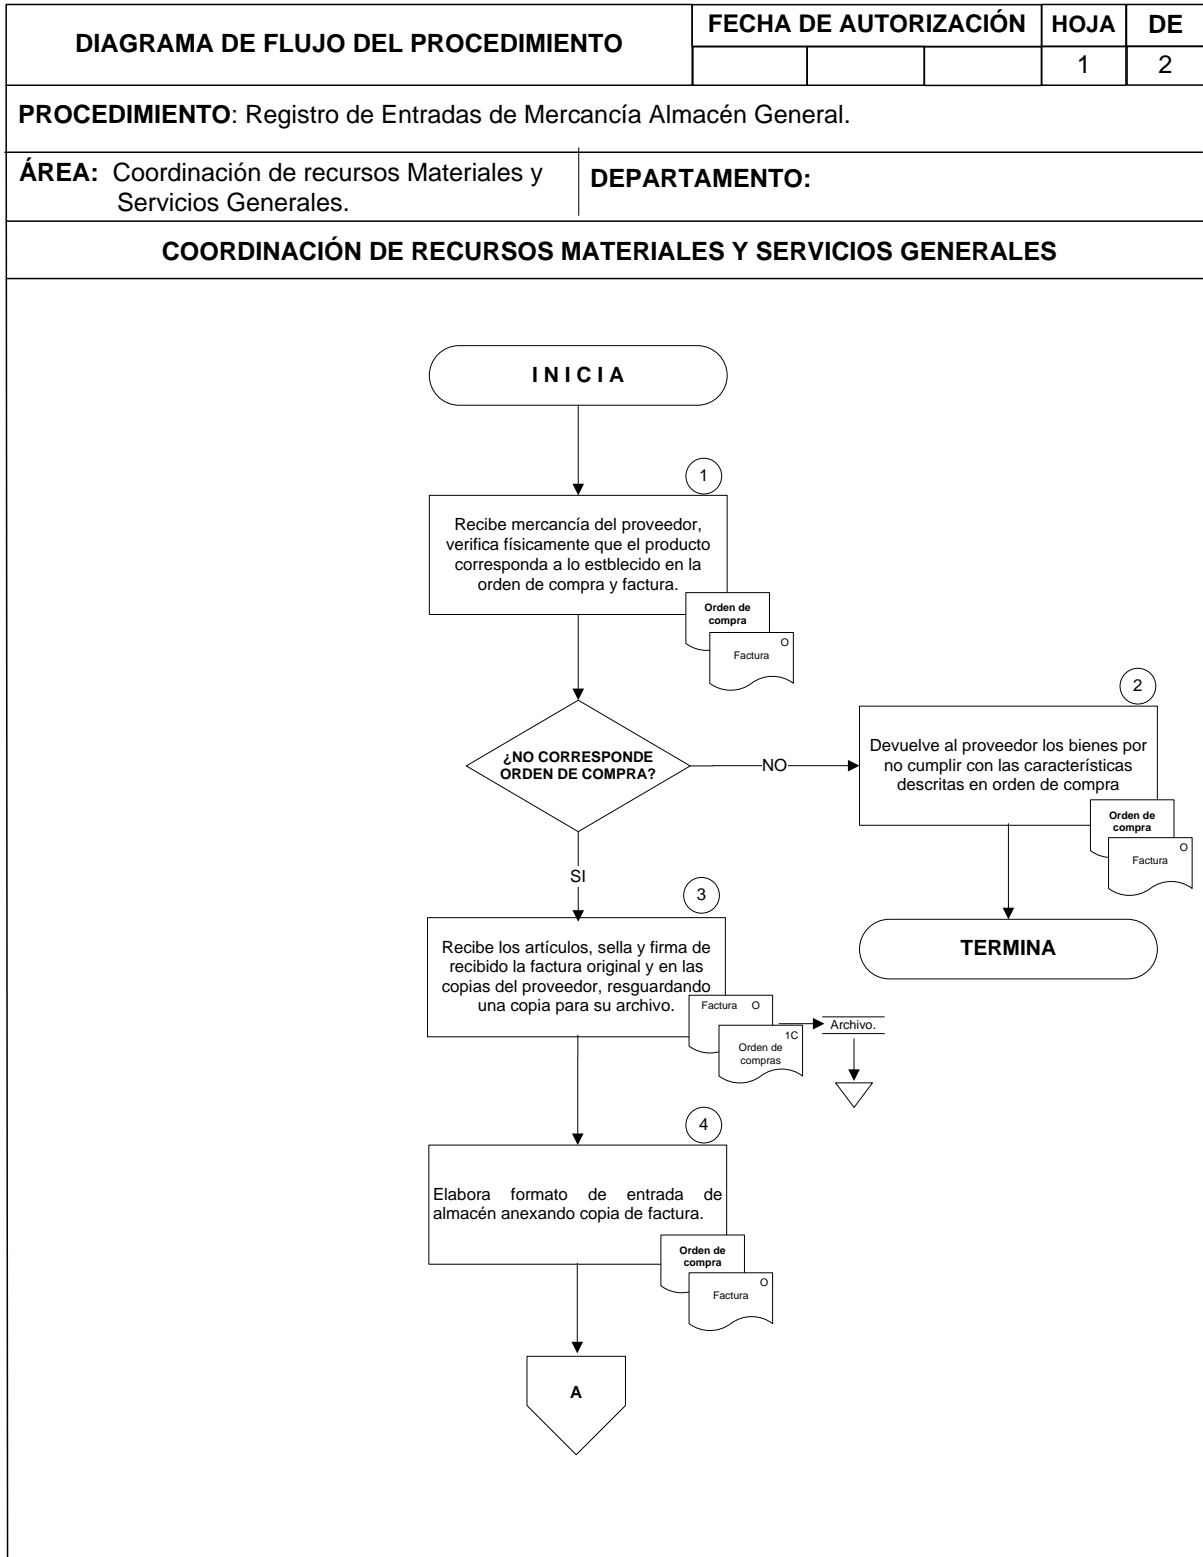 DIAGRAMA DE FLUJO DEL PROCEDIMIENTO
FECHA DE AUTORIZACIÓN
HOJA
DE
1
2
PROCEDIMIENTO: Registro de Entradas de Mercancía Almacén General.
ÁREA: Coordinación de recursos Materiales y
Servicios Generales.
DEPARTAMENTO:
COORDINACIÓN DE RECURSOS MATERIALES Y SERVICIOS GENERALES
I N I C I A
1
Recibe mercancía del proveedor,
verifica físicamente que el producto
corresponda a lo estblecido en la
orden de compra y factura.
Orden de
compra
O
Factura
¿NO CORRESPONDE
ORDEN DE COMPRA?
NO
2
Devuelve al proveedor los bienes por
no cumplir con las características
descritas en orden de compra
Orden de
compra
O
Factura
TERMINA
SI
3
Recibe los artículos, sella y firma de
recibido la factura original y en las
copias del proveedor, resguardando
una copia para su archivo.
Factura O
1C
Orden de
compras
Archivo.
4
Elabora formato de entrada de
almacén anexando copia de factura.
Orden de
compra
O
Factura
A